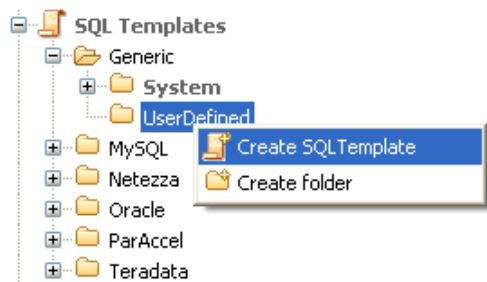 SQL Templates
Generic
System
UserDefined
Create SQLTemplate
MySQL
Create folder
Netezza
Oracle
ParAccel
Teradata